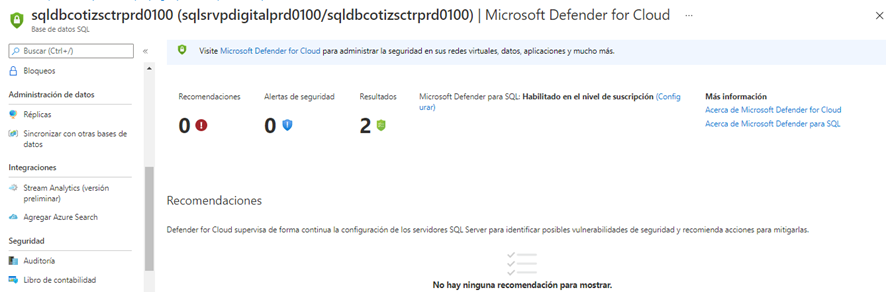 sqldbcotizsctrprd0100 (sqlsrvpdigitalprd0100/sqldbcotizsctrprd0100) | Microsoft Defender for Cloud ···
Base de datos SQL
Buscar (Ctrl+/)
Bloqueos
Administración de datos
Réplicas
Sincronizar con otras bases de
datos
Integraciones
Stream Analytics (versión
preliminar)
Agregar Azure Search
Seguridad
Auditoría
Libro de contabilidad
Visite Microsoft Defender for Cloud para administrar la seguridad en sus redes virtuales, datos, aplicaciones y mucho más.
Recomendaciones
0
Alertas de seguridad
0
Resultados
2
Microsoft Defender para SQL: Habilitado en el nivel de suscripción (Config
urar)
Más información
Acerca de Microsoft Defender for Cloud
Acerca de Microsoft Defender para SQL
Recomendaciones
Defender for Cloud supervisa de forma continua la configuración de los servidores SQL Server para identificar posibles vulnerabilidades de seguridad y recomienda acciones para mitigarlas.
No hay ninguna recomendación para mostrar.